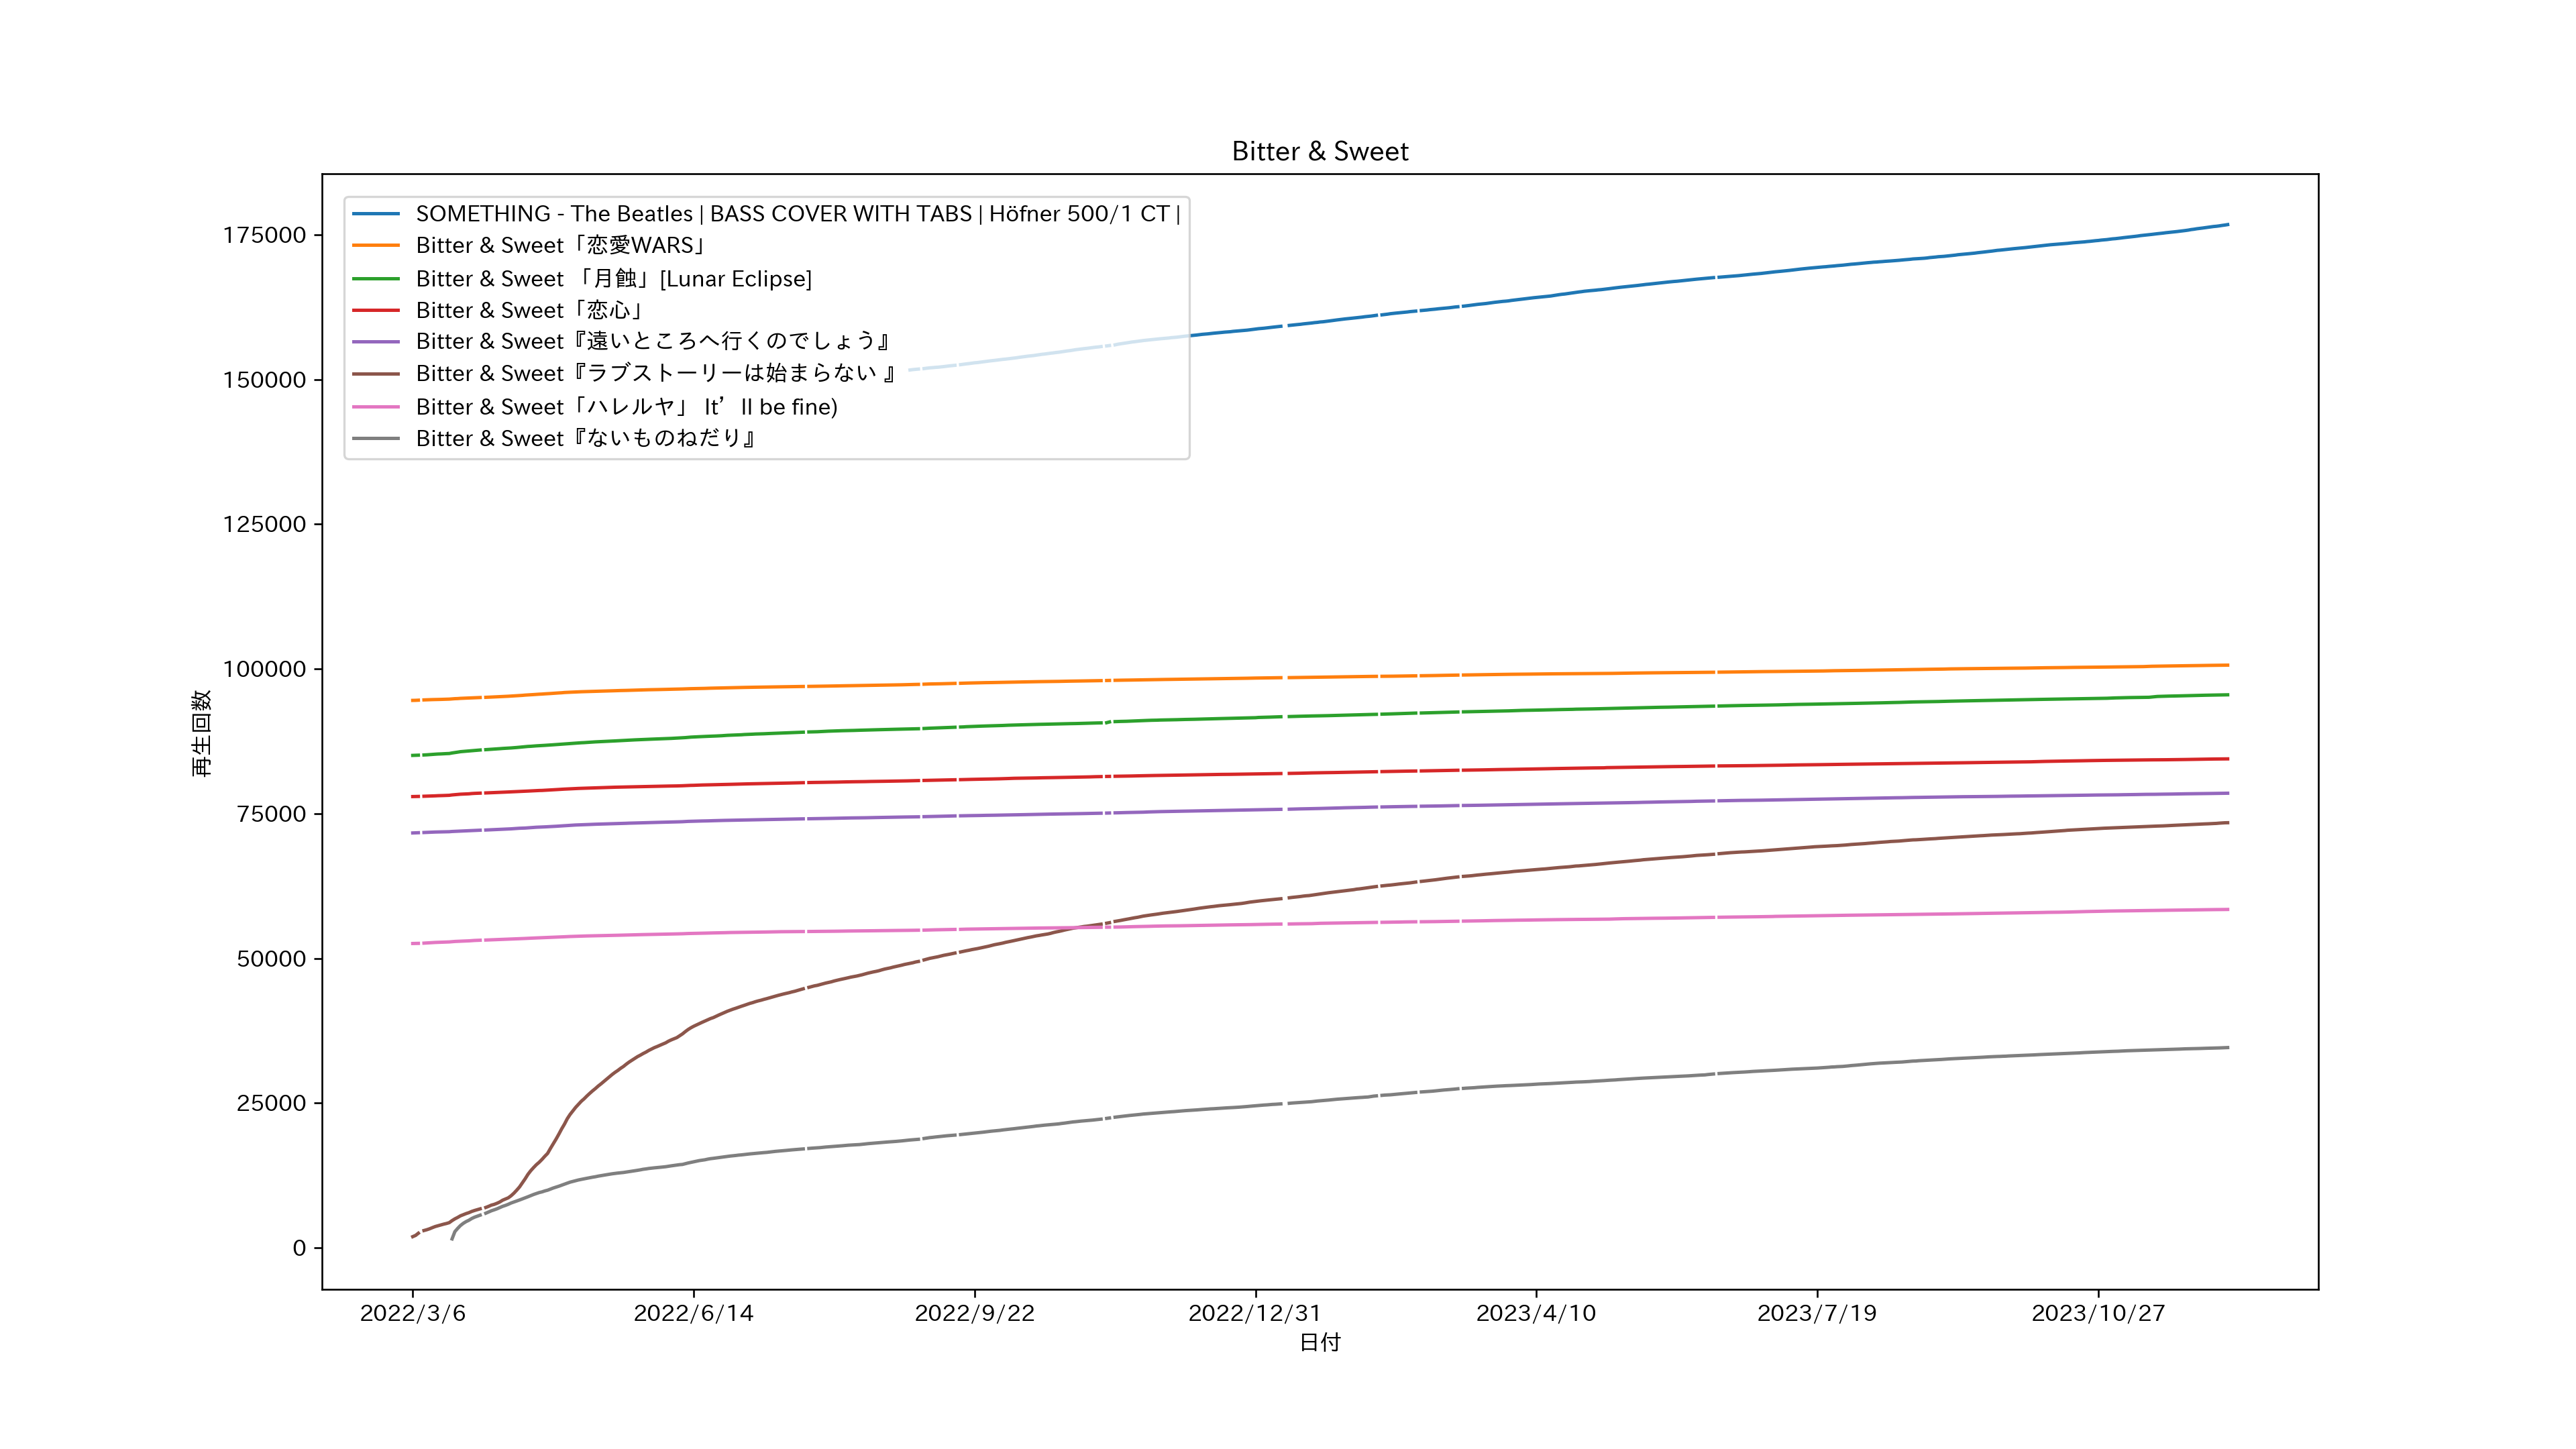 Bitter & Sweet
SOMETHING - The Beatles | BASS COVER WITH TABS | Höfner 500/1 CT |
Bitter & Sweet「恋愛WARS」
Bitter & Sweet 「月蝕」[Lunar Eclipse]
Bitter & Sweet「恋心」
Bitter & Sweet『遠いところへ行くのでしょう』
Bitter & Sweet『ラブストーリーは始まらない 』
Bitter & Sweet「ハレルヤ」 It’ll be fine)
Bitter & Sweet『ないものねだり』
175000
150000
125000
100000
75000
50000
25000
0
再生回数
2022/3/6
2022/6/14
2022/9/22
2022/12/31
2023/4/10
2023/7/19
2023/10/27
日付